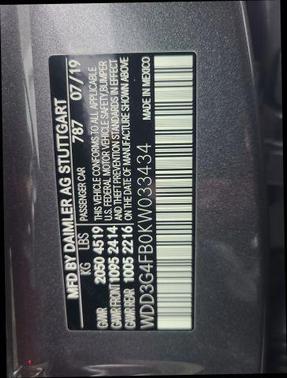 MFD BY DAIMLER AG STUTTGART
KG LBS PASSENGER CAR 787 07/19
GVWR 2050 4519 THIS VEHICLE CONFORMS TO ALL APPLICABLE
U.S. FEDERAL MOTOR VEHICLE SAFETY, BUMPER
GAWR FRONT 1095 2414 AND THEFT PREVENTION STANDARDS IN EFFECT
GAWR REAR 1005 2216 ON THE DATE OF MANUFACTURE SHOWN ABOVE
WDD3G4FB0KW033434 MADE IN MEXICO